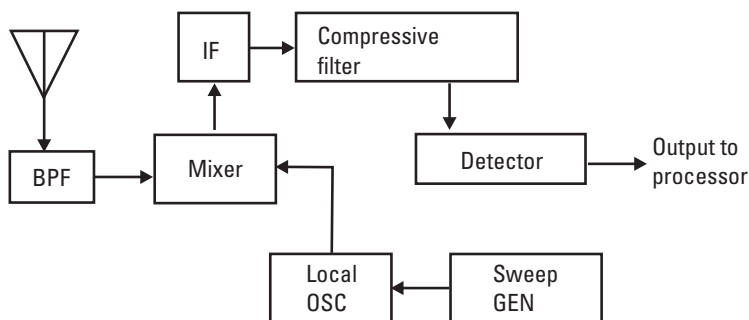 IF
Compressive
filter
BPF
Mixer
Detector
Output to
processor
Local
OSC
Sweep
GEN